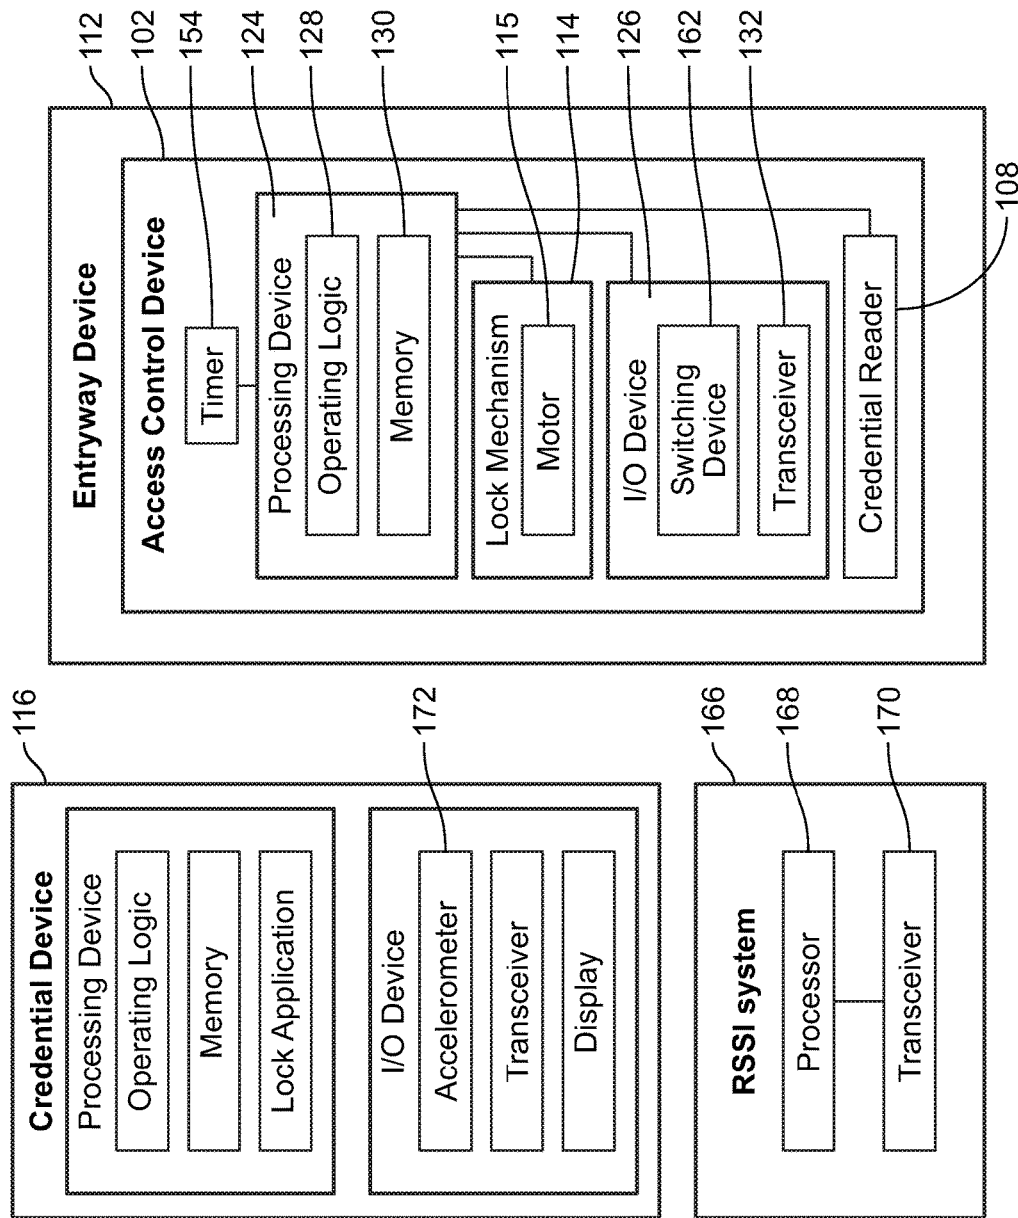 Credential Device
116
Processing Device
Operating Logic
Memory
Lock Application
I/O Device
Accelerometer
172
Transceiver
Display
RSSI system
166
Processor
168
Transceiver
170
Entryway Device
112
Access Control Device
102
Timer
154
Processing Device
124
Operating Logic
128
Memory
130
Lock Mechanism
114
Motor
115
I/O Device
126
Switching
Device
162
Transceiver
132
Credential Reader
108